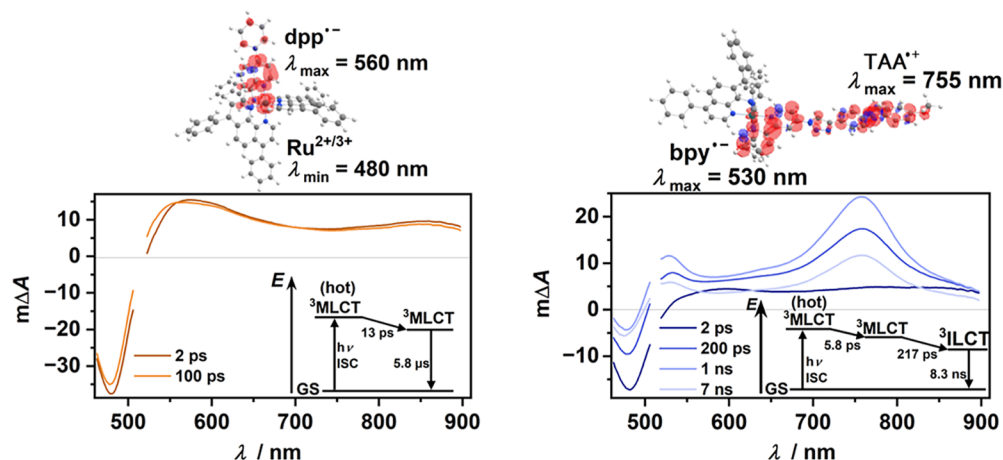 dpp•−
λmax = 560 nm
Ru2+/3+
λmin = 480 nm
mΔA
10
0
−10
−20
−30
2 ps
100 ps
E
(hot)
3MLCT
13 ps
3MLCT
hν
ISC
5.8 μs
GS
500 600 700 800 900
λ / nm
TAA•+
λmax = 755 nm
bpy•−
λmax = 530 nm
mΔA
20
10
0
−10
2 ps
200 ps
1 ns
7 ns
E
(hot)
3MLCT
5.8 ps
3MLCT
217 ps
3ILCT
hν
ISC
8.3 ns
GS
500 600 700 800 900
λ / nm